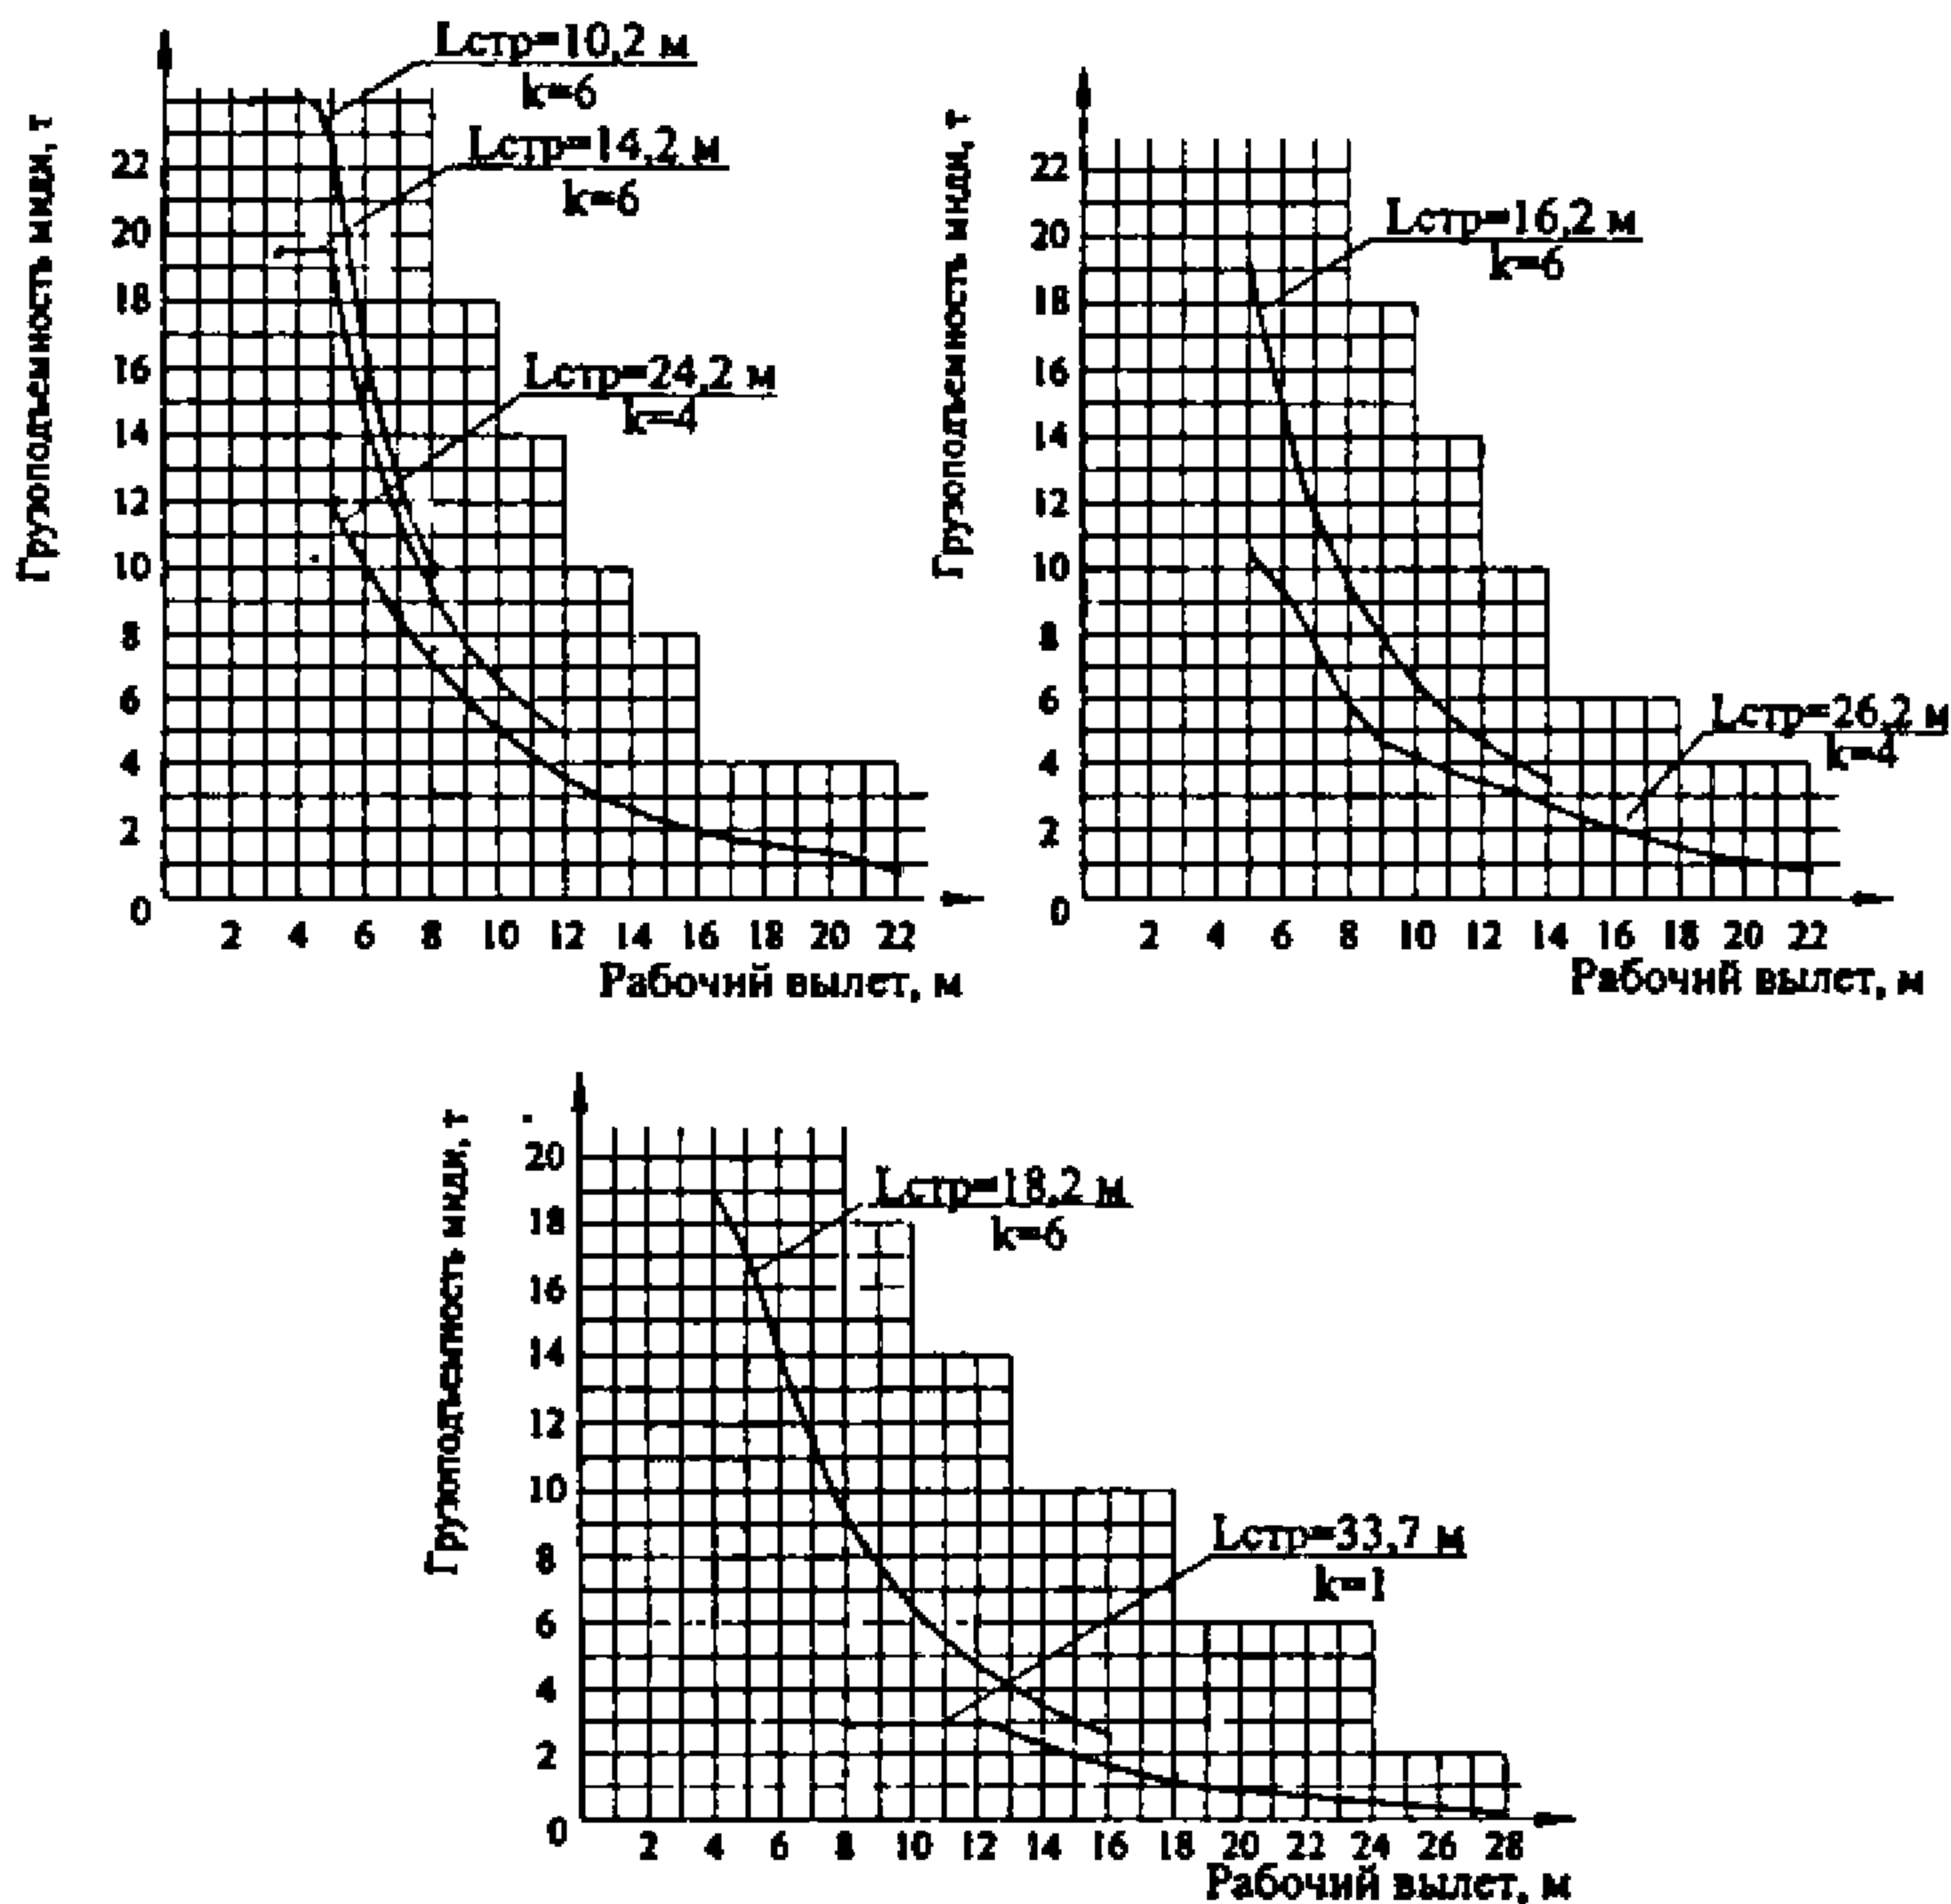 Грузоподъемность миди, т
Lстр=10,2 м
k=6
Lстр=14,2 м
k=6
Lстр=24,2 м
k=4
22
20
18
16
14
12
10
8
6
4
2
0
2 4 6 8 10 12 14 16 18 20 22
Рабочий вылет, м
Грузоподъемность миди, т
Lстр=16,2 м
k=6
Lстр=26,2 м
k=4
22
20
18
16
14
12
10
8
6
4
2
0
2 4 6 8 10 12 14 16 18 20 22
Рабочий вылет, м
Грузоподъемность миди, т
Lстр=18,2 м
k=6
Lстр=33,7 м
k=1
20
18
16
14
12
10
8
6
4
2
0
2 4 6 8 10 12 14 16 18 20 22 24 26 28
Рабочий вылет, м